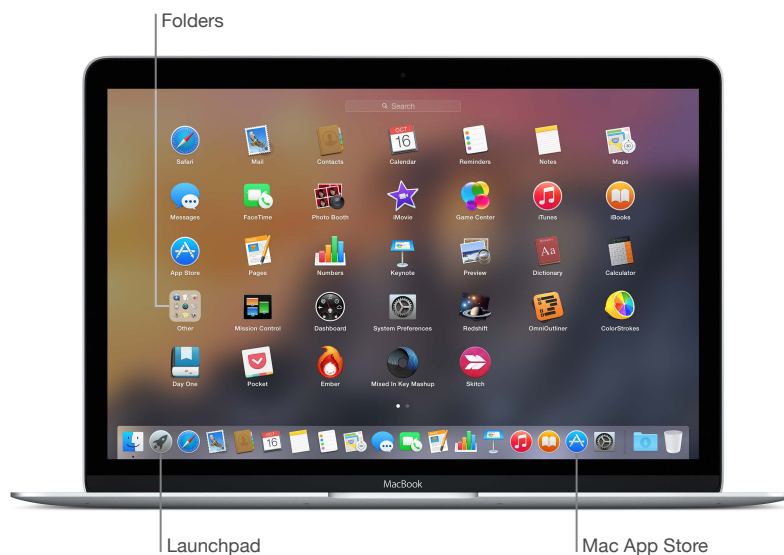 Folders
Search
Safari
Mail
Contacts
OCT
16
Calendar
Reminders
Notes
Maps
Messages
FaceTime
Photo Booth
iMovie
Game Center
iTunes
iBooks
App Store
Pages
Numbers
Keynote
Preview
Aa
Dictionary
Calculator
Other
Mission Control
Dashboard
System Preferences
Redshift
OmniOutliner
ColorStrokes
Day One
Pocket
Ember
Mixed In Key Mashup
Skitch
16
MacBook
Launchpad
Mac App Store